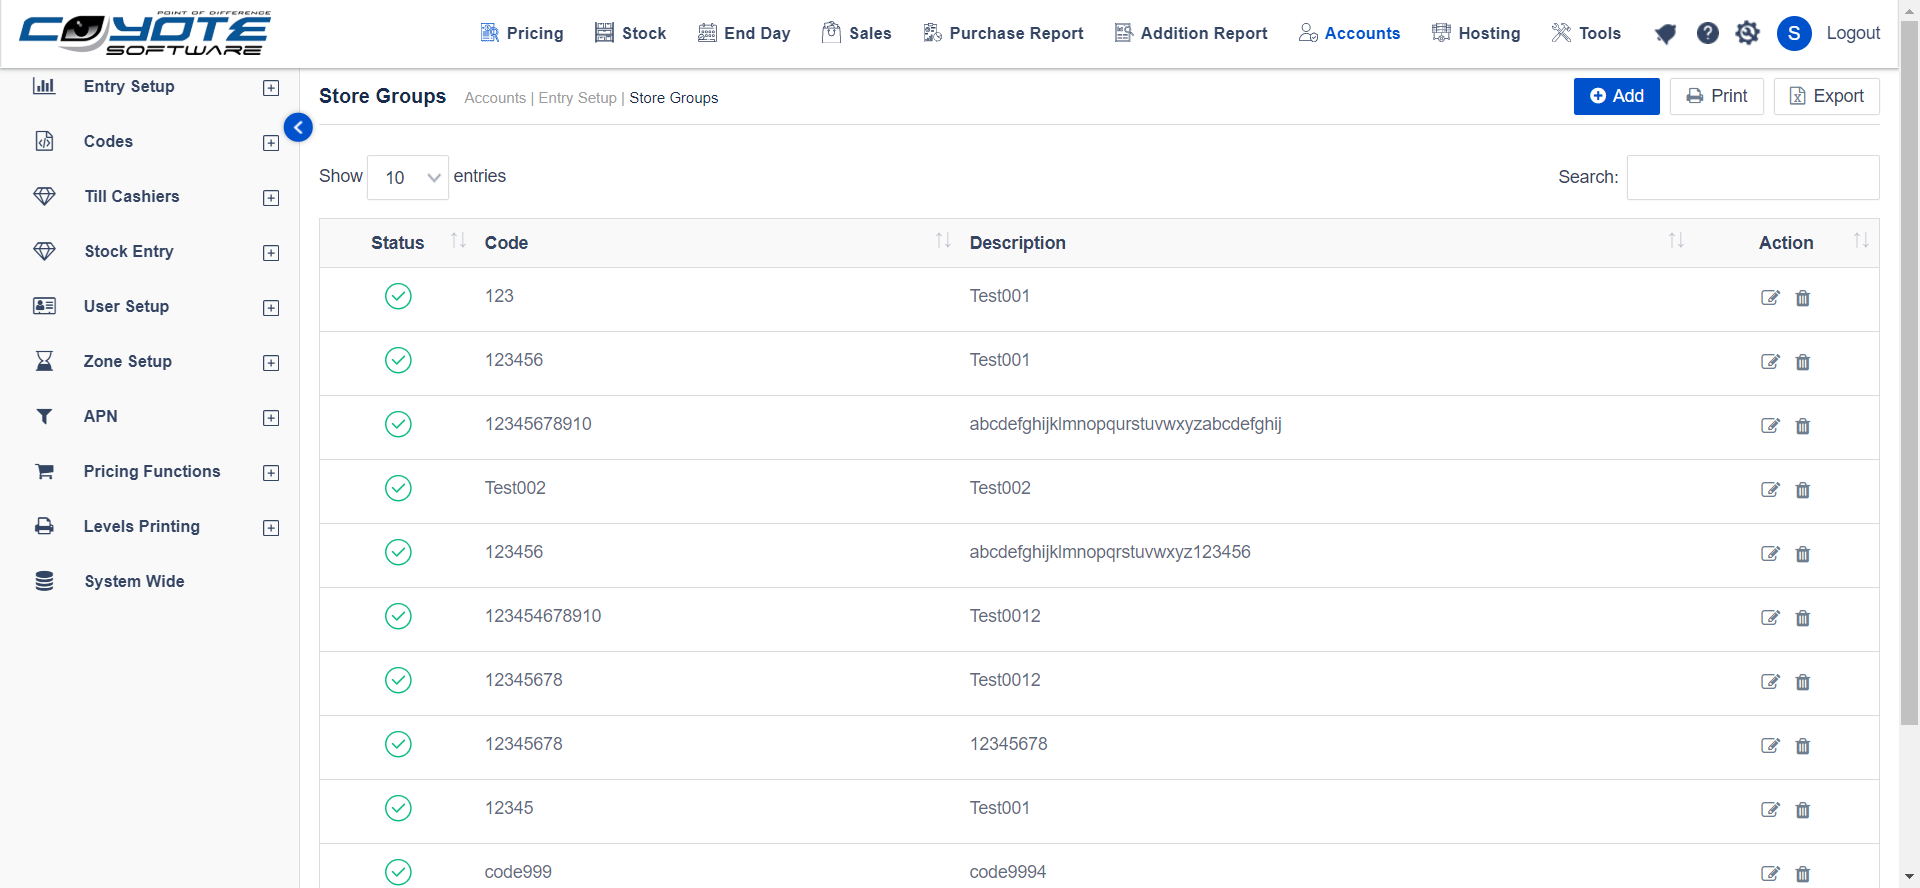 POINT OF DIFFERENCE
COYOTE
SOFTWARE
Pricing
Stock
End Day
Sales
Purchase Report
Addition Report
Accounts
Hosting
Tools
S
Logout
Entry Setup
Codes
Till Cashiers
Stock Entry
User Setup
Zone Setup
APN
Pricing Functions
Levels Printing
System Wide
Store Groups
Accounts | Entry Setup | Store Groups
Add
Print
Export
Show 10 entries
Search:
Status Code Description Action
123 Test001
123456 Test001
12345678910 abcdefghijklmnopqurstuvwxyzabcdefghij
Test002 Test002
123456 abcdefghijklmnopqrstuvwxyz123456
123454678910 Test0012
12345678 Test0012
12345678 12345678
12345 Test001
code999 code9994